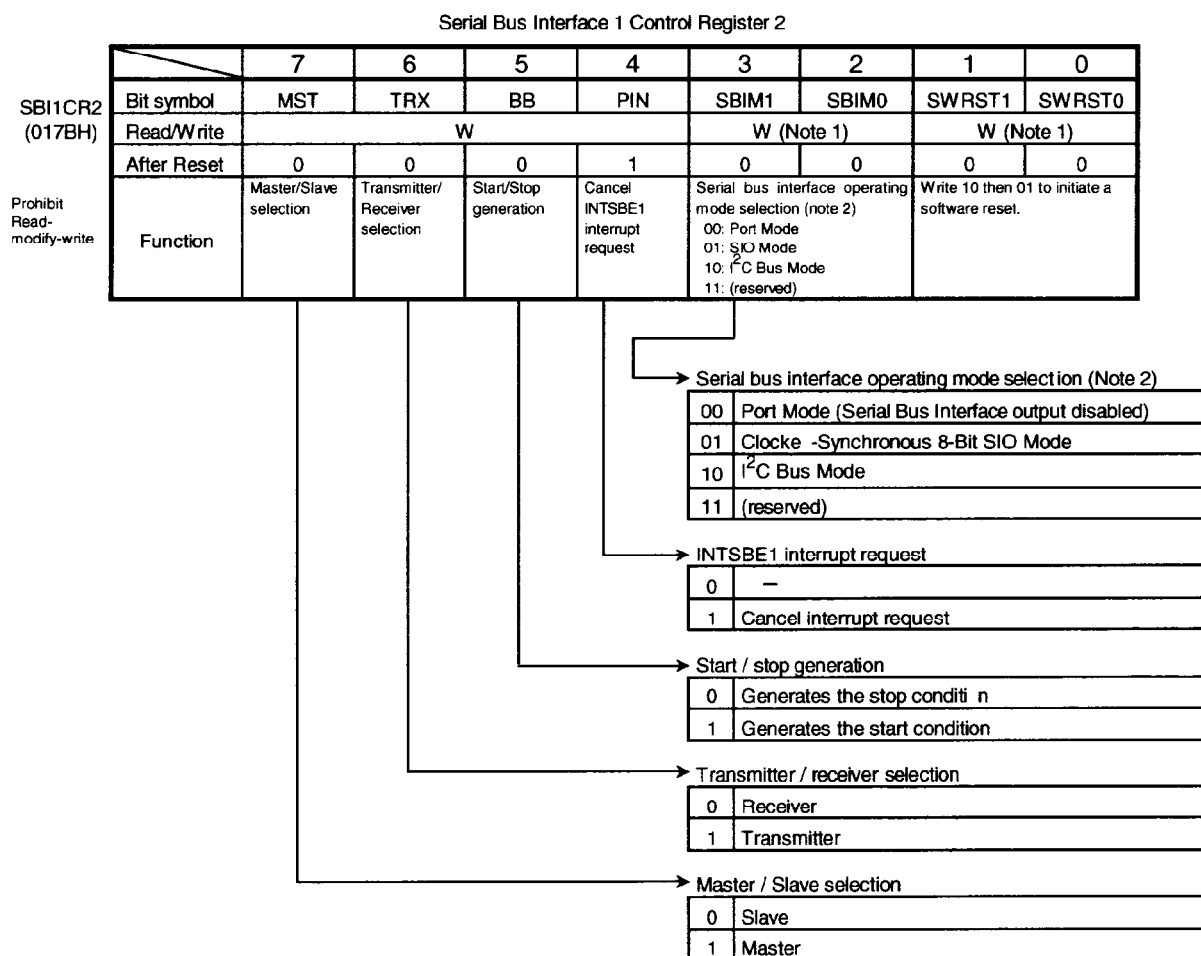 Serial Bus Interface 1 Control Register 2
7 6 5 4 3 2 1 0
SBI1CR2
(017BH)
Bit symbol MST TRX BB PIN SBIM1 SBIM0 SWRST1 SWRST0
Read/Write W W (Note 1) W (Note 1)
After Reset 0 0 0 1 0 0 0 0
Prohibit
Read-
modify-write
Function
Master/Slave
selection
Transmitter/
Receiver
selection
Start/Stop
generation
Cancel
INTSBE1
interrupt
request
Serial bus interface operating
mode selection (note 2)
00: Port Mode
01: SIO Mode
10: I²C Bus Mode
11: (reserved)
Write 10 then 01 to initiate a
software reset.
Serial bus interface operating mode selection (Note 2)
00 Port Mode (Serial Bus Interface output disabled)
01 Clocke -Synchronous 8-Bit SIO Mode
10 I²C Bus Mode
11 (reserved)
INTSBE1 interrupt request
0 –
1 Cancel interrupt request
Start / stop generation
0 Generates the stop conditi n
1 Generates the start condition
Transmitter / receiver selection
0 Receiver
1 Transmitter
Master / Slave selection
0 Slave
1 Master